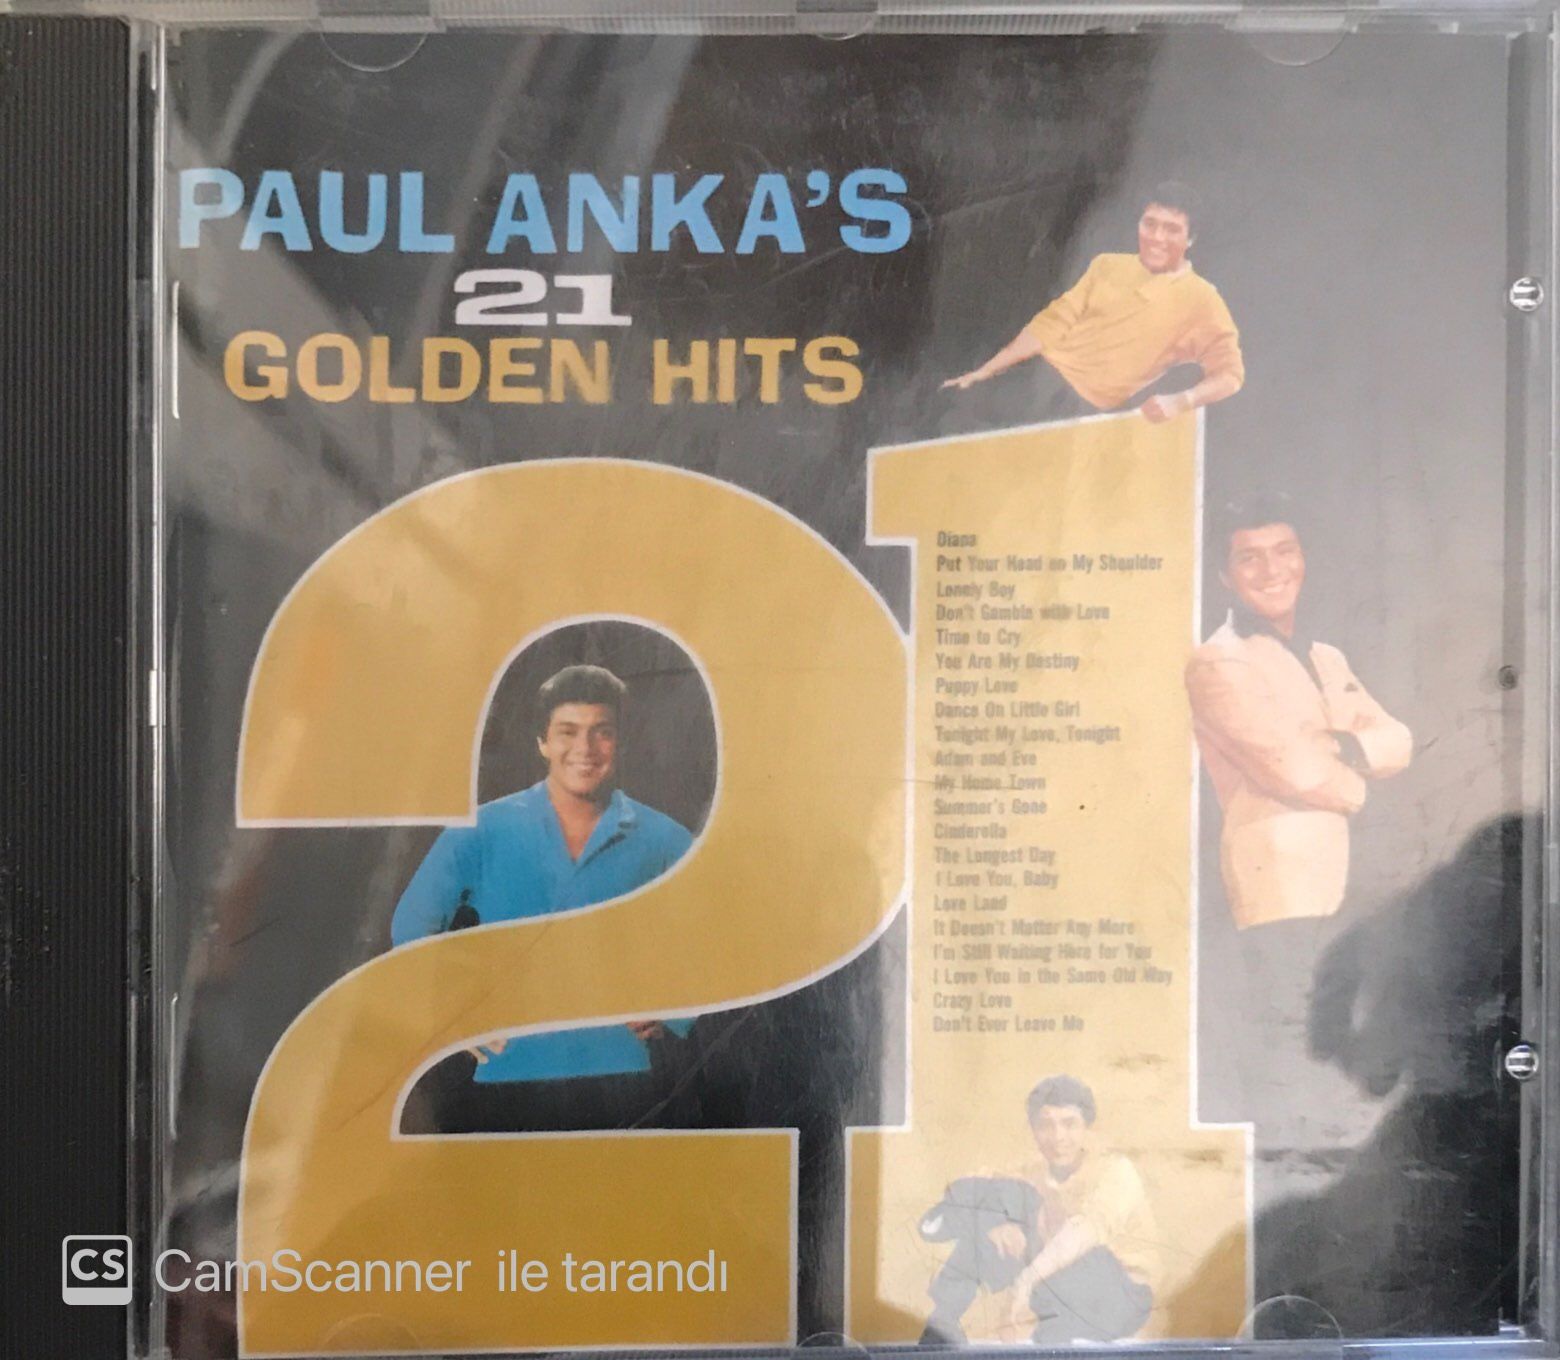 PAUL ANKA'S
21
GOLDEN HITS
21
Diana
Put Your Head on My Shoulder
Lonely Boy
Don't Gamble with Love
Time to Cry
You Are My Destiny
Puppy Love
Dance On Little Girl
Tonight My Love, Tonight
Adam and Eve
My Home Town
Summer's Gone
Cinderella
The Longest Day
I Love You, Baby
Love Land
It Doesn't Matter Any More
I'm Still Waiting Here for You
I Love You in the Same Old Way
Crazy Love
Don't Ever Leave Me
CS CamScanner ile tarandı